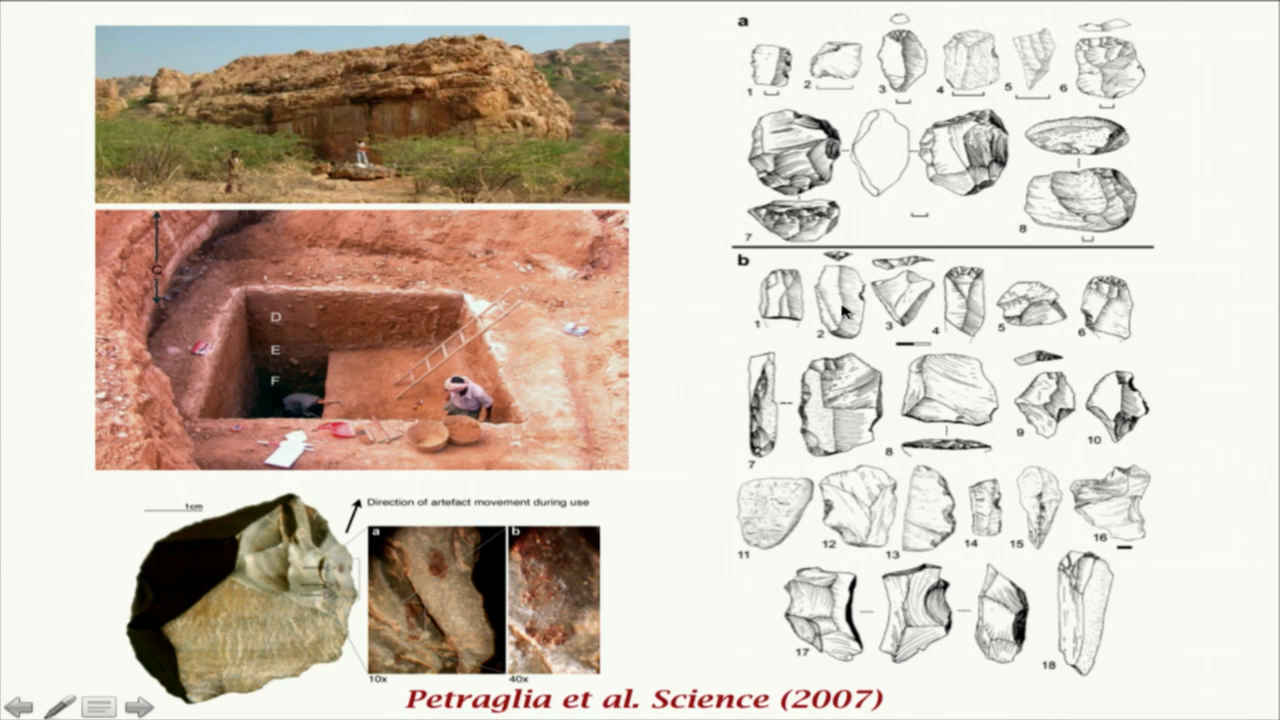 C
D
E
F
1cm
Direction of artefact movement during use
a
b
10x
40x
a
1
2
3
4
5
6
7
8
b
1
2
3
4
5
6
7
8
9
10
11
12
13
14
15
16
17
18
Petraglia et al. Science (2007)